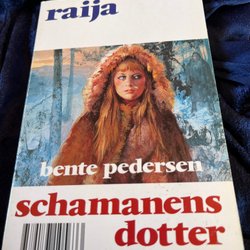 raija
bente pedersen
schamanens
dotter